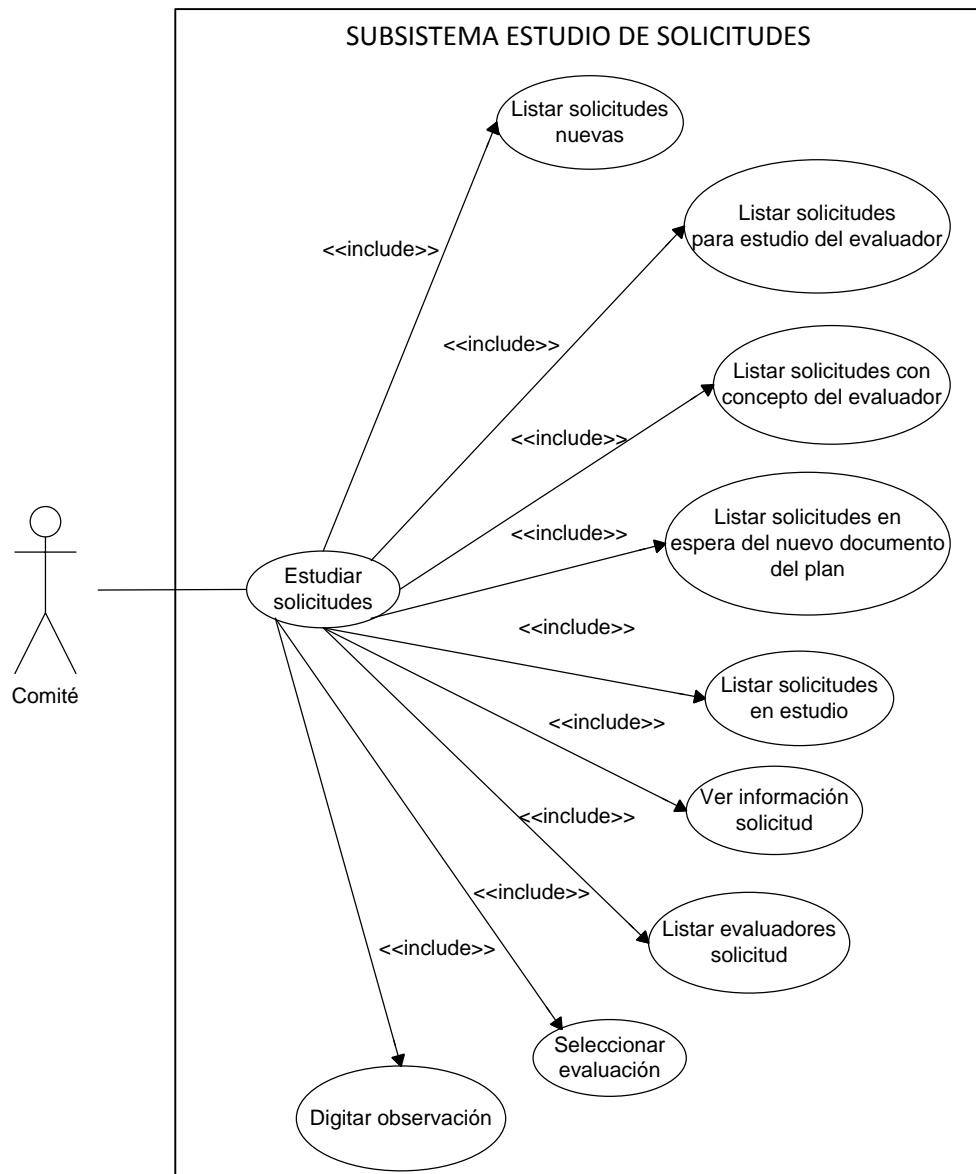 SUBSISTEMA ESTUDIO DE SOLICITUDES
Listar solicitudes
nuevas
<<include>>
Listar solicitudes
para estudio del evaluador
<<include>>
Listar solicitudes con
concepto del evaluador
<<include>>
Listar solicitudes en
espera del nuevo documento
del plan
<<include>>
Estudiar
solicitudes
Comité
<<include>>
Listar solicitudes
en estudio
<<include>>
Ver información
solicitud
<<include>>
Listar evaluadores
solicitud
<<include>>
Seleccionar
evaluación
<<include>>
Digitar observación